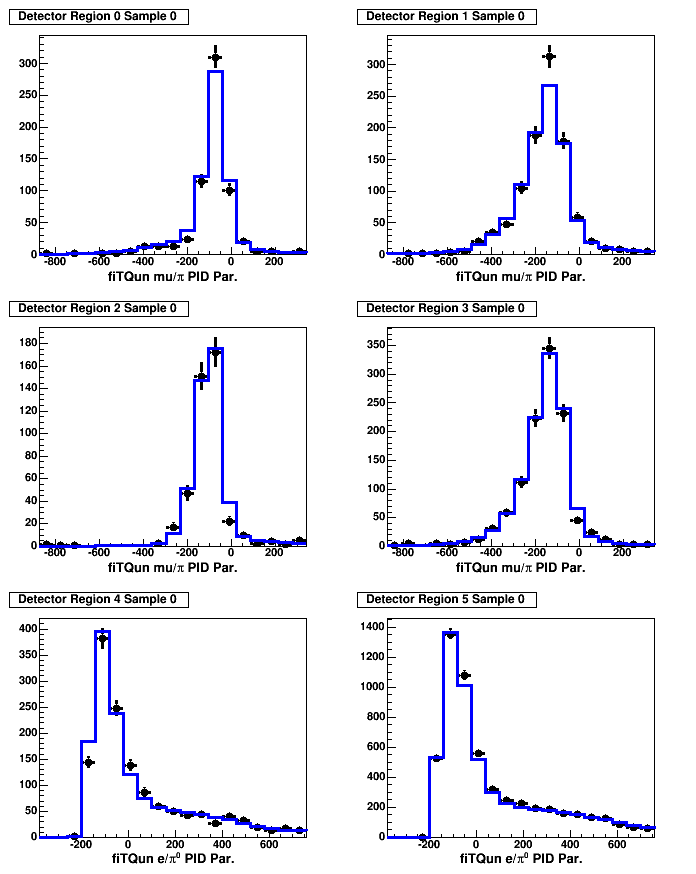 Detector Region 0 Sample 0
300
250
200
150
100
50
0
-800 -600 -400 -200 0 200
fiTQun mu/π PID Par.
Detector Region 1 Sample 0
300
250
200
150
100
50
0
-800 -600 -400 -200 0 200
fiTQun mu/π PID Par.
Detector Region 2 Sample 0
180
160
140
120
100
80
60
40
20
0
-800 -600 -400 -200 0 200
fiTQun mu/π PID Par.
Detector Region 3 Sample 0
350
300
250
200
150
100
50
0
-800 -600 -400 -200 0 200
fiTQun mu/π PID Par.
Detector Region 4 Sample 0
400
350
300
250
200
150
100
50
0
-200 0 200 400 600
fiTQun e/π⁰ PID Par.
Detector Region 5 Sample 0
1400
1200
1000
800
600
400
200
0
-200 0 200 400 600
fiTQun e/π⁰ PID Par.